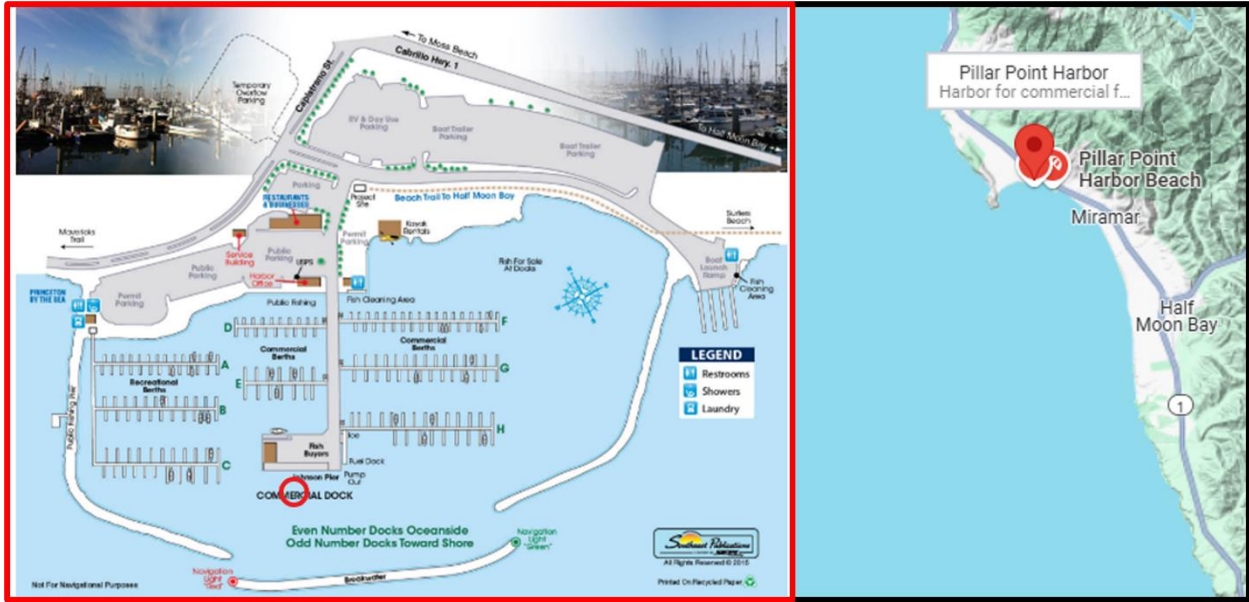 To Moss Beach
Cabrillo Hwy. 1
Capistrano St.
Temporary
Overflow
Parking
RV & Day Use
Parking
Boat Trailer
Parking
Boat Trailer
Parking
To Half Moon Bay
Parking
Project
Site
Beach Trail To Half Moon Bay
RESTAURANTS
& BUSINESSES
Mavericks
Trail
Service
Building
Permit
Parking
Kayak
Rentals
Surfers
Beach
Public
Parking
USPS
Public
Parking
Harbor
Office
Fish For Sale
At Docks
Boat
Launch
Ramp
Fish
Cleaning
Area
PRINCETON
BY THE SEA
Permit
Parking
Public Fishing
Fish Cleaning Area
D
F
Commercial
Berths
Commercial
Berths
A
G
E
Recreational
Berths
B
LEGEND
Restrooms
Showers
Laundry
Public Fishing Pier
H
Ice
Fish
Buyers
C
Fuel Dock
Johnson Pier
Pump
Out
COMMERCIAL DOCK
Even Number Docks Oceanside
Odd Number Docks Toward Shore
Navigation
Light
"Green"
Southeast Publications
All Rights Reserved © 2015
Navigation
Light
"Red"
Breakwater
Not For Navigational Purposes
Printed On Recycled Paper
Pillar Point Harbor
Harbor for commercial f...
Pillar Point
Harbor Beach
Miramar
Half
Moon Bay
1